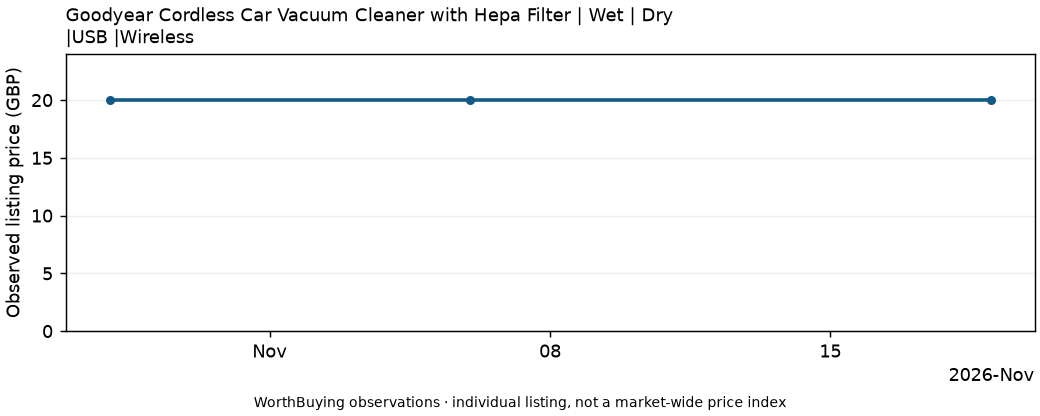 Goodyear Cordless Car Vacuum Cleaner with Hepa Filter | Wet | Dry
|USB |Wireless
Observed listing price (GBP)
20
15
10
5
0
Nov
08
15
2026-Nov
WorthBuying observations · individual listing, not a market-wide price index